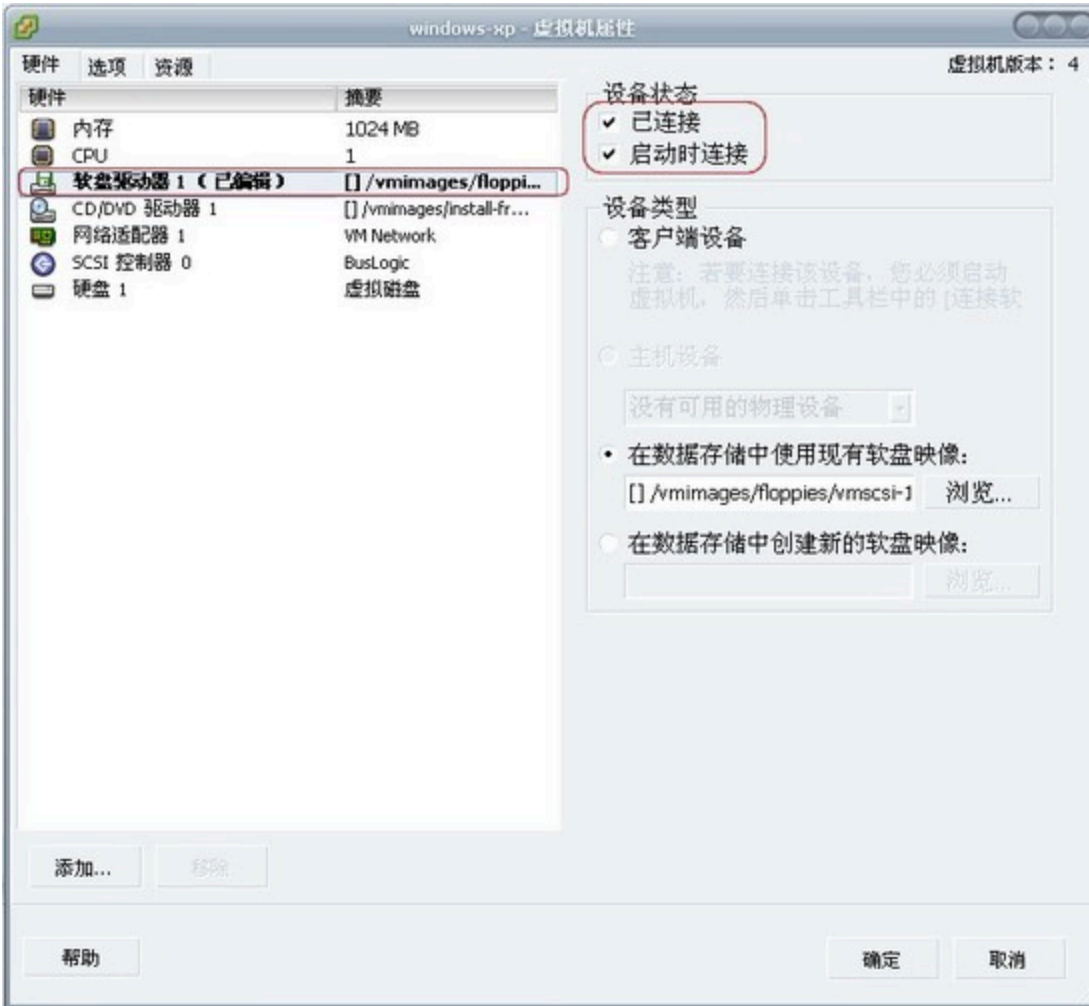 windows-xp - 虚拟机属性
硬件 选项 资源 虚拟机版本： 4
硬件 摘要
内存 1024 MB
CPU 1
软盘驱动器 1 （ 已编辑 ） [] /vmimages/floppi...
CD/DVD 驱动器 1 [] /vmimages/install-fr...
网络适配器 1 VM Network
SCSI 控制器 0 BusLogic
硬盘 1 虚拟磁盘
设备状态
已连接
启动时连接
设备类型
客户端设备
注意：若要连接该设备，您必须启动
虚拟机，然后单击工具栏中的 [连接软
主机设备
没有可用的物理设备
在数据存储中使用现有软盘映像：
[] /vmimages/floppies/vmscsi-1 浏览...
在数据存储中创建新的软盘映像：
浏览...
添加... 移除
帮助 确定 取消